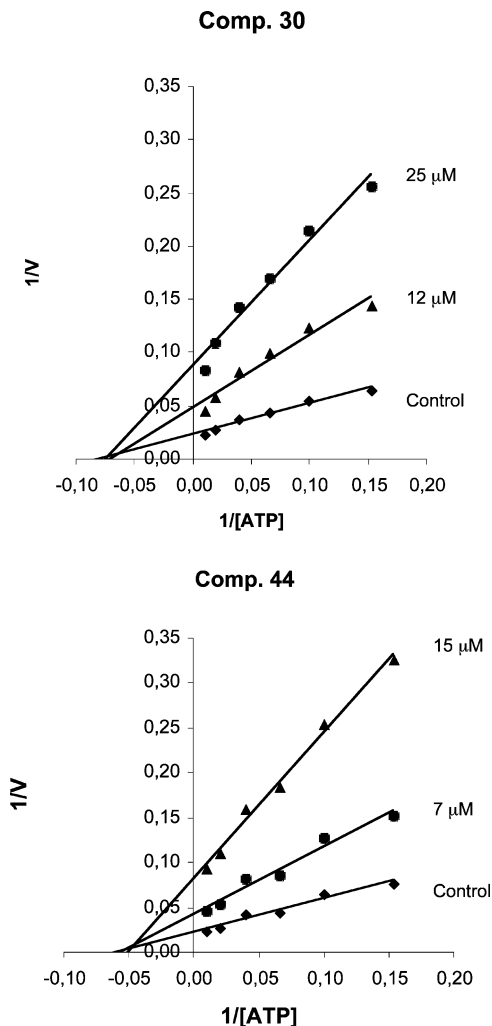 Comp. 30
0,35
0,30
0,25
0,20
0,15
0,10
0,05
0,00
1/V
25 μM
12 μM
Control
-0,10 -0,05 0,00 0,05 0,10 0,15 0,20
1/[ATP]
Comp. 44
0,35
0,30
0,25
0,20
0,15
0,10
0,05
0,00
1/V
15 μM
7 μM
Control
-0,10 -0,05 0,00 0,05 0,10 0,15 0,20
1/[ATP]